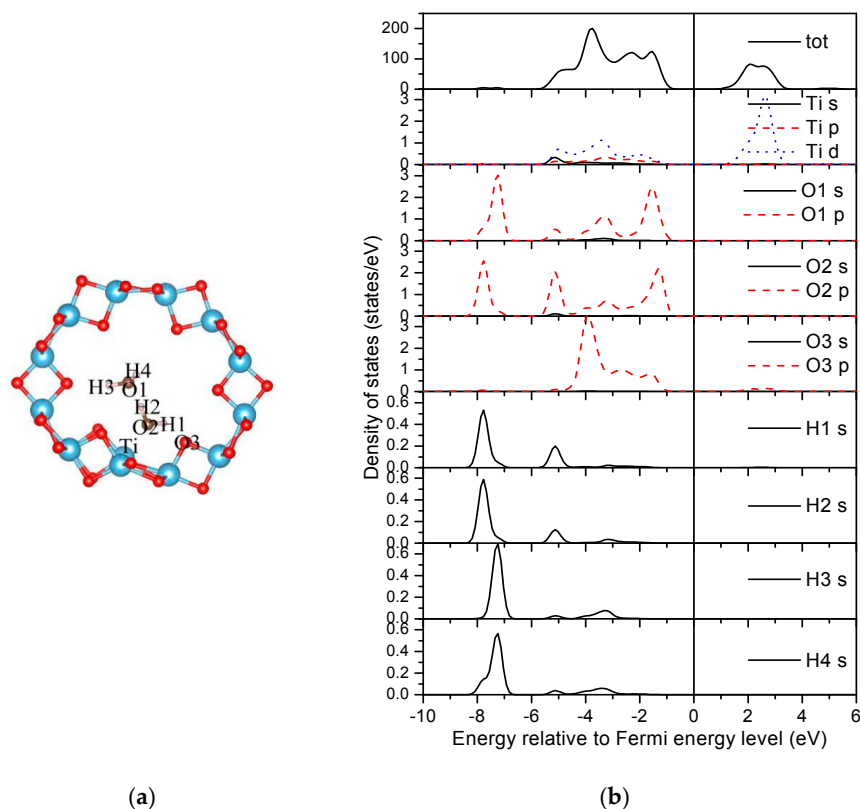 H4
H3
O1
H2
H1
O2
O3
Ti
(a)
Density of states (states/eV)
200
100
0
tot
3
2
1
0
Ti s
Ti p
Ti d
3
2
1
0
O1 s
O1 p
3
2
1
0
O2 s
O2 p
3
2
1
0
O3 s
O3 p
0.6
0.4
0.2
0.0
H1 s
0.6
0.4
0.2
0.0
H2 s
0.6
0.4
0.2
0.0
H3 s
0.6
0.4
0.2
0.0
H4 s
-10 -8 -6 -4 -2 0 2 4 6
Energy relative to Fermi energy level (eV)
(b)